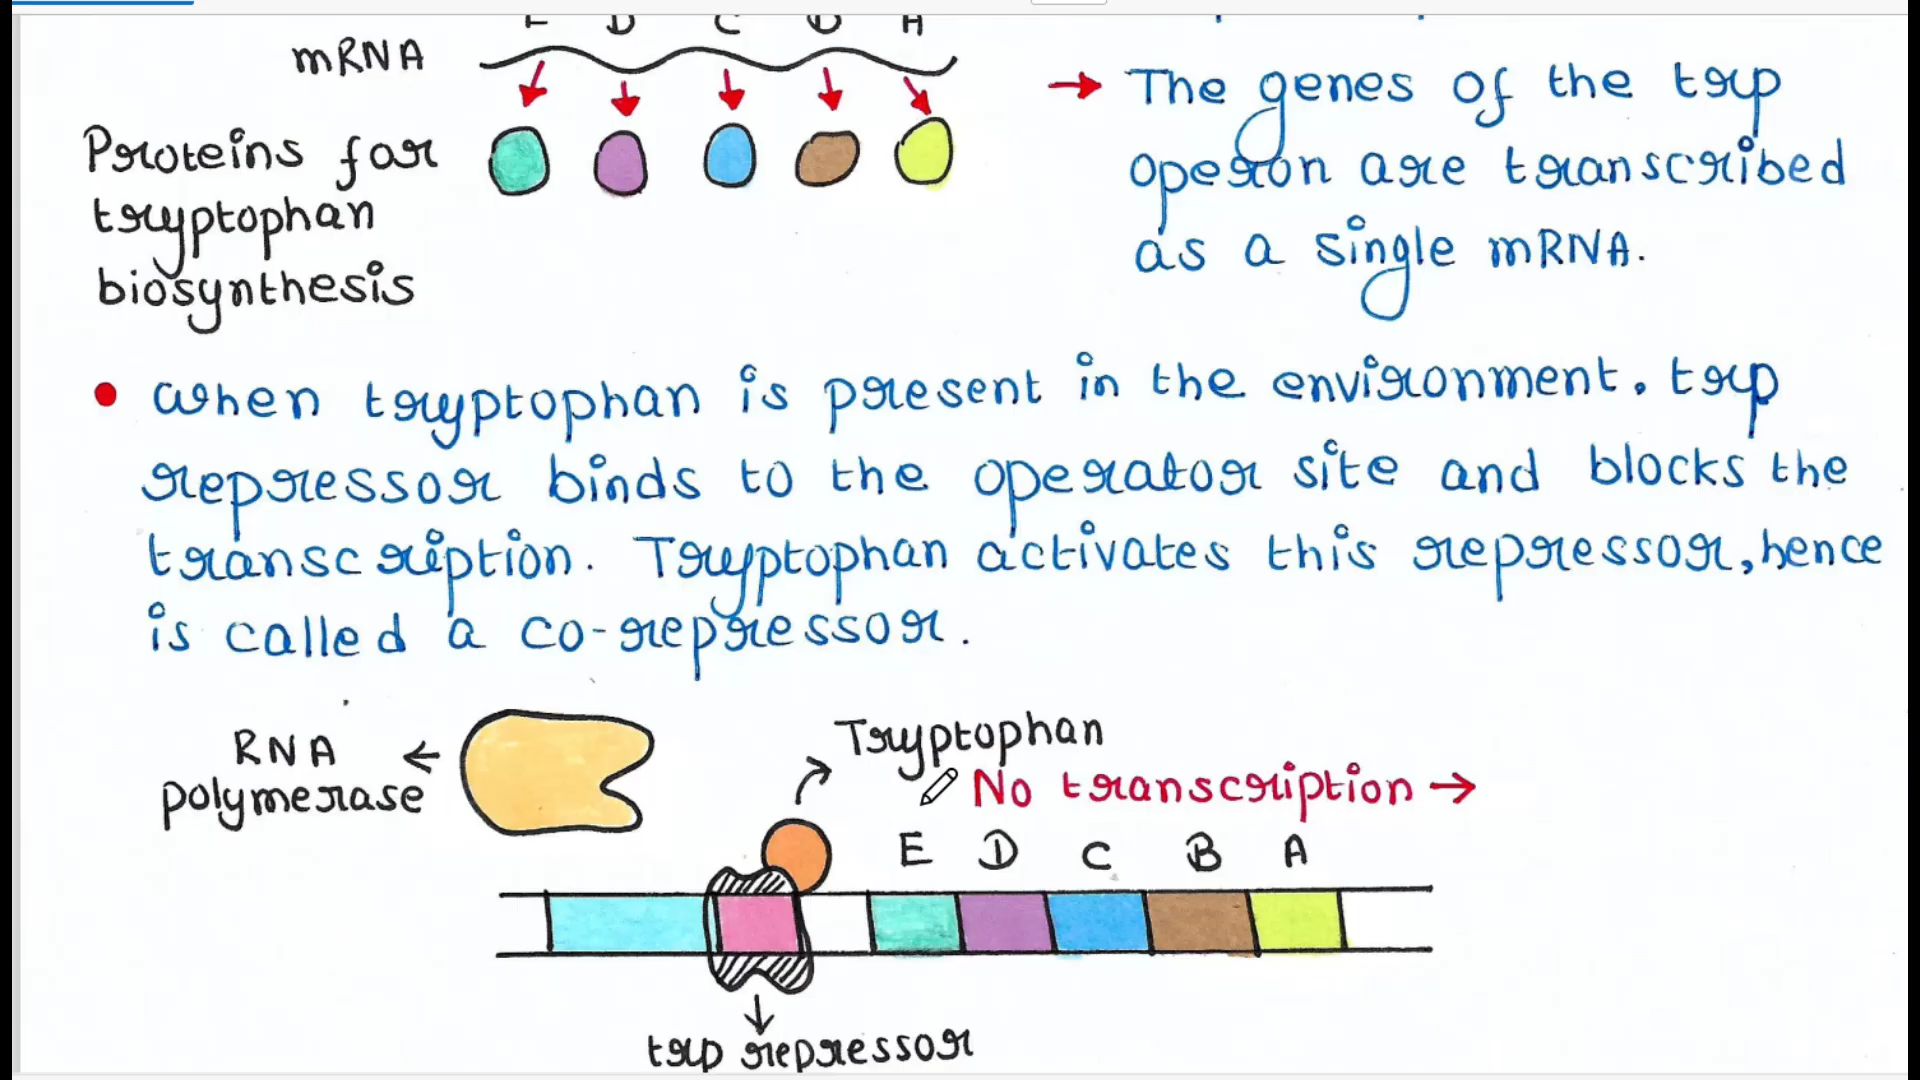 E D C B A
mRNA
Proteins for
tryptophan
biosynthesis
→ The genes of the trp
operon are transcribed
as a single mRNA.
• When tryptophan is present in the environment. trp
repressor binds to the operator site and blocks the
transcription. Tryptophan activates this repressor, hence
is called a co-repressor.
RNA
polymerase
Tryptophan
No transcription →
E D C B A
trp repressor